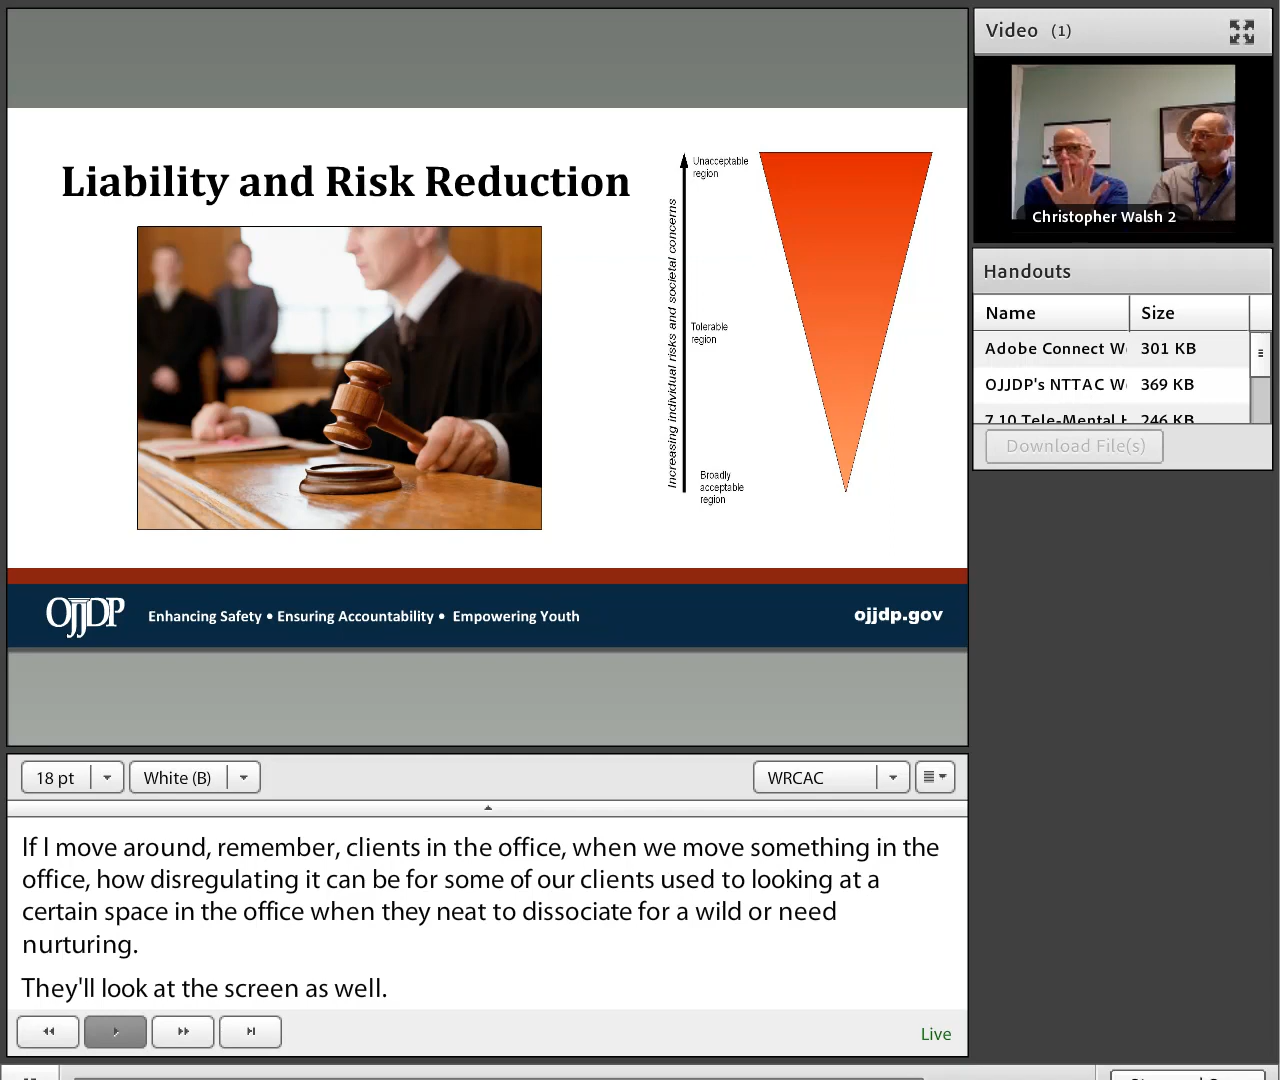 Video (1)
Christopher Walsh 2
Liability and Risk Reduction
Unacceptable
region
Increasing individual risks and societal concerns
Tolerable
region
Broadly
acceptable
region
OJJDP
Enhancing Safety • Ensuring Accountability • Empowering Youth
ojjdp.gov
Handouts
Name Size
Adobe Connect W 301 KB
OJJDP's NTTAC W 369 KB
7.10 Tele-Mental H 246 KB
Download File(s)
18 pt White (B) WRCAC
If I move around, remember, clients in the office, when we move something in the
office, how disregulating it can be for some of our clients used to looking at a
certain space in the office when they neat to dissociate for a wild or need
nurturing.
They'll look at the screen as well.
Live